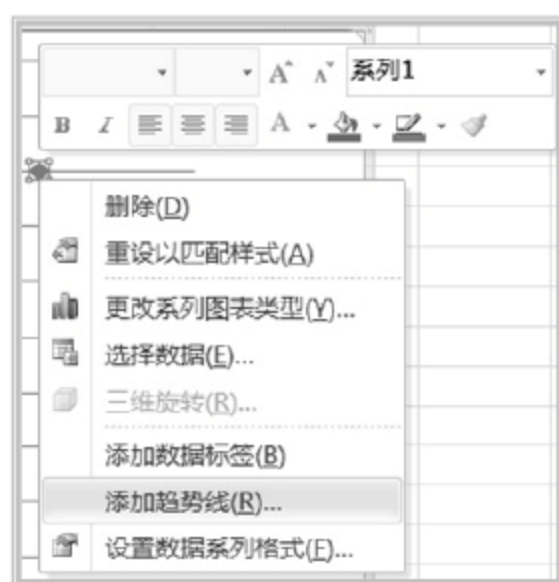 A A 系列1
B I A
删除(D)
重设以匹配样式(A)
更改系列图表类型(Y)...
选择数据(E)...
三维旋转(R)...
添加数据标签(B)
添加趋势线(R)...
设置数据系列格式(F)...